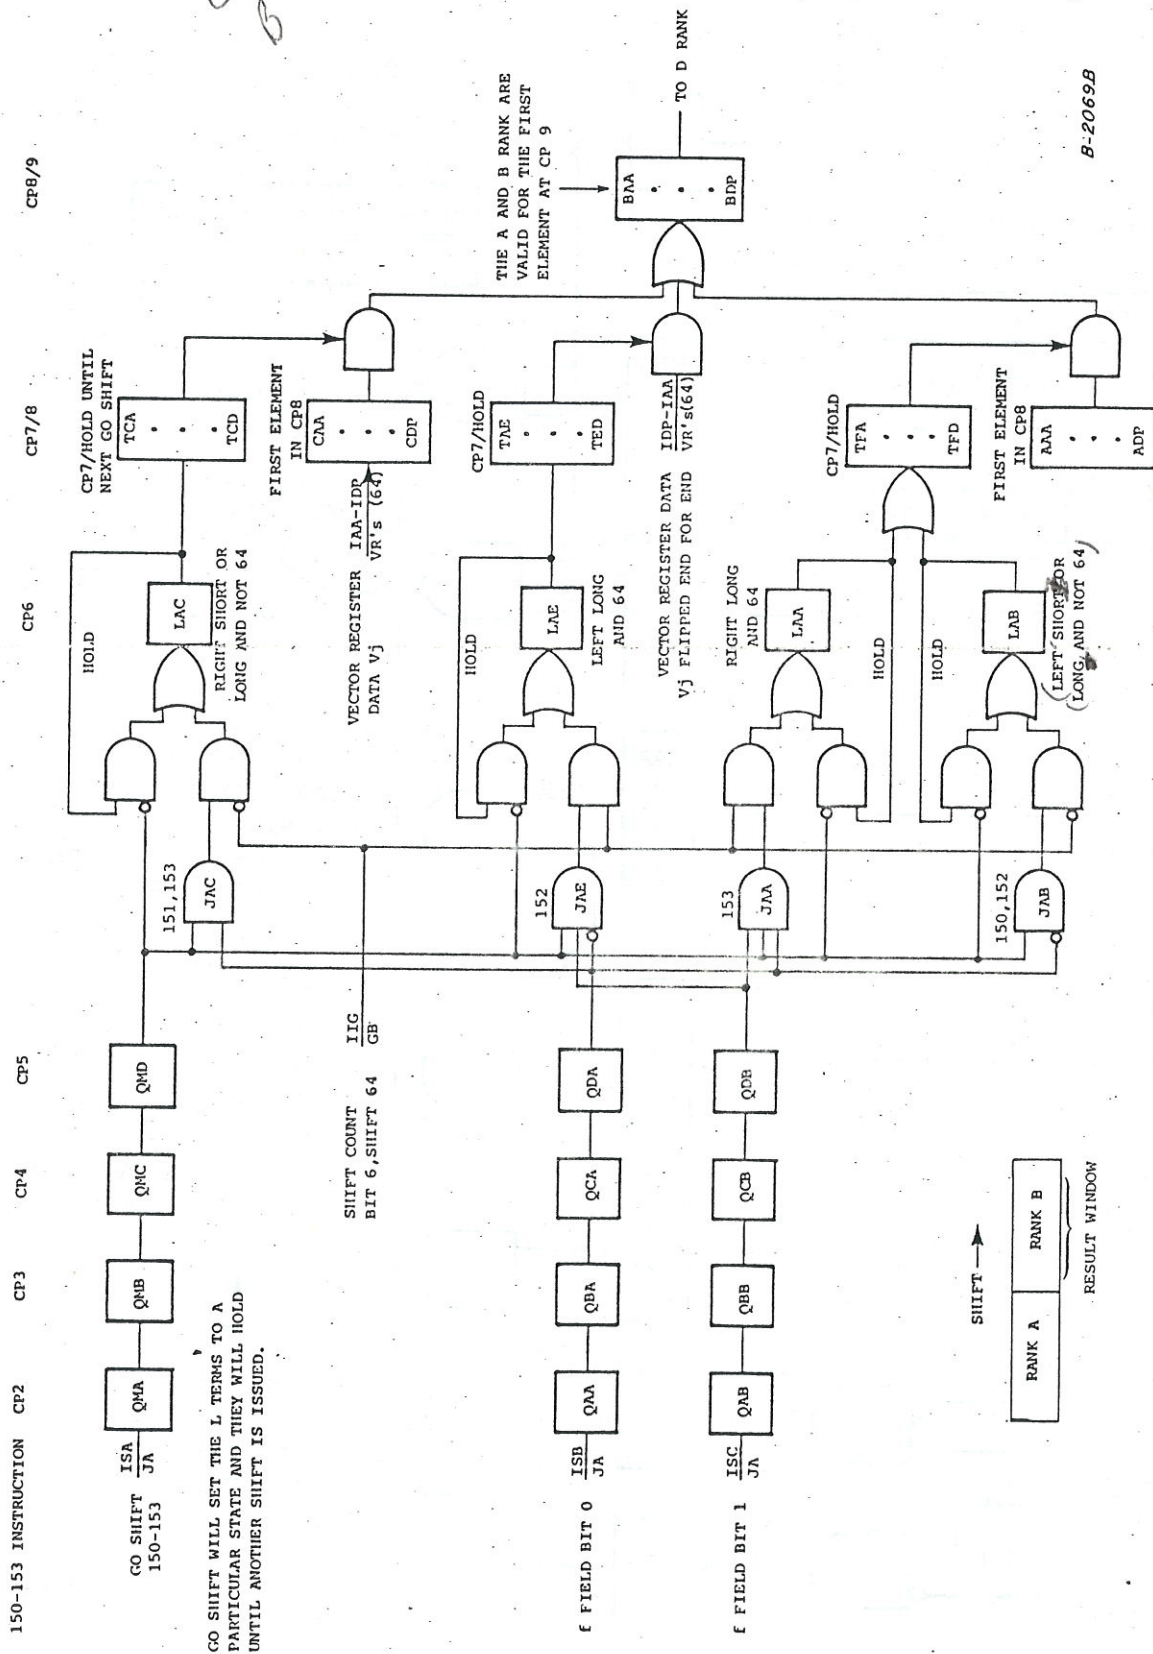 150-153 INSTRUCTION CP2 CP3 CP4 CP5 CP6 CP7/8 CP8/9
GO SHIFT
150-153
ISA
JA
QMA
QMB
QMC
QMD
GO SHIFT WILL SET THE L TERMS TO A
PARTICULAR STATE AND THEY WILL HOLD
UNTIL ANOTHER SHIFT IS ISSUED.
151,153
JAC
HOLD
LAC
RIGHT SHORT OR
LONG AND NOT 64
CP7/HOLD UNTIL
NEXT GO SHIFT
TCA
TCD
SHIFT COUNT
BIT 6,SHIFT 64
IIG
GB
VECTOR REGISTER
DATA Vj
IAA-IDP
VR's (64)
FIRST ELEMENT
IN CP8
CAA
CDP
THE A AND B RANK ARE
VALID FOR THE FIRST
ELEMENT AT CP 9
BAA
BDP
TO D RANK
f FIELD BIT 0
ISB
JA
QAA
QBA
QCA
QDA
152
JAE
HOLD
LAE
LEFT LONG
AND 64
CP7/HOLD
TAE
TED
VECTOR REGISTER DATA
Vj FLIPPED END FOR END
IDP-IAA
VR's(64)
f FIELD BIT 1
ISC
JA
QAB
QBB
QCB
QDB
153
JAA
RIGHT LONG
AND 64
LAA
HOLD
HOLD
CP7/HOLD
TFA
TFD
150,152
JAB
LAB
(LEFT SHORT OR
(LONG AND NOT 64)
FIRST ELEMENT
IN CP8
AAA
ADP
SHIFT
RANK A
RANK B
RESULT WINDOW
B-2069B